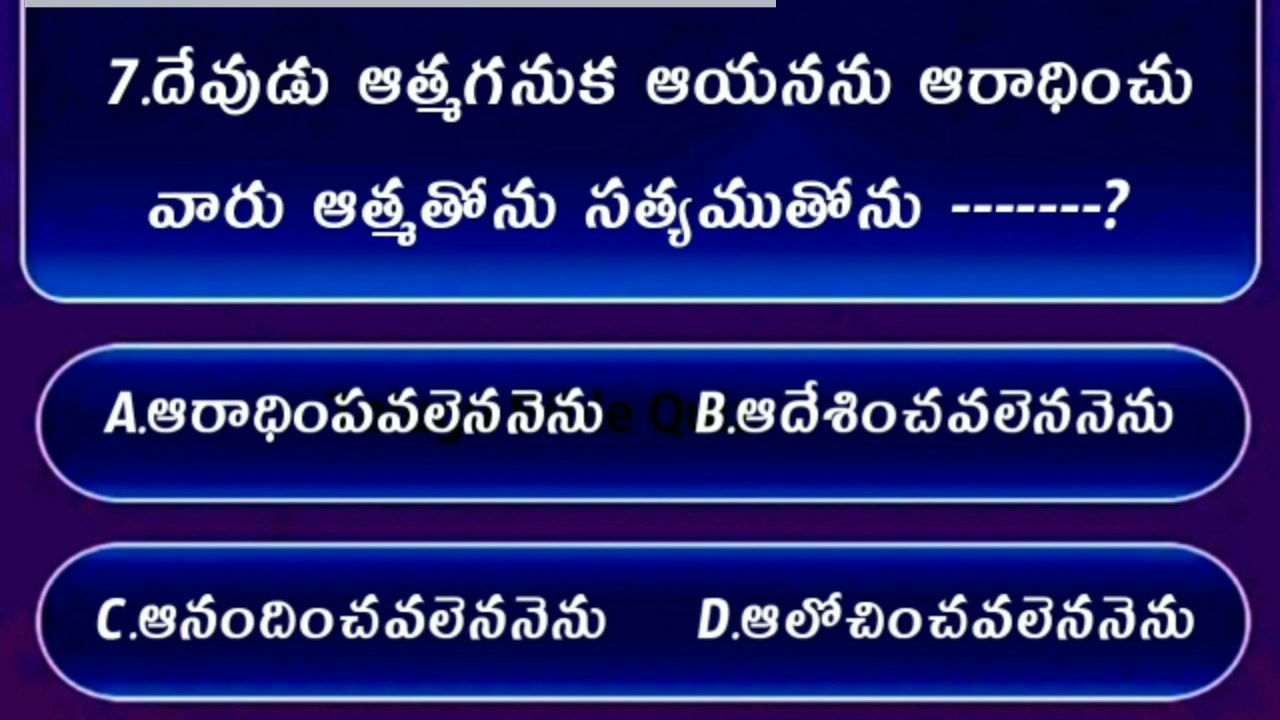 7.దేవుడు ఆత్మగనుక ఆయనను ఆరాధించు
వారు ఆత్మతోను సత్యముతోను -------?
A.ఆరాధింపవలెననెను B.ఆదేశించవలెననెను
C.ఆనందించవలెననెను D.ఆలోచించవలెననెను